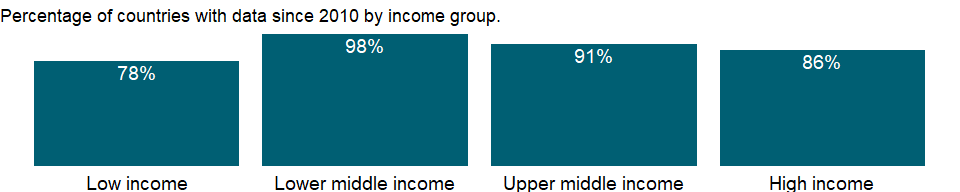 Percentage of countries with data since 2010 by income group.
78% 98% 91% 86%
Low income Lower middle income Upper middle income High income